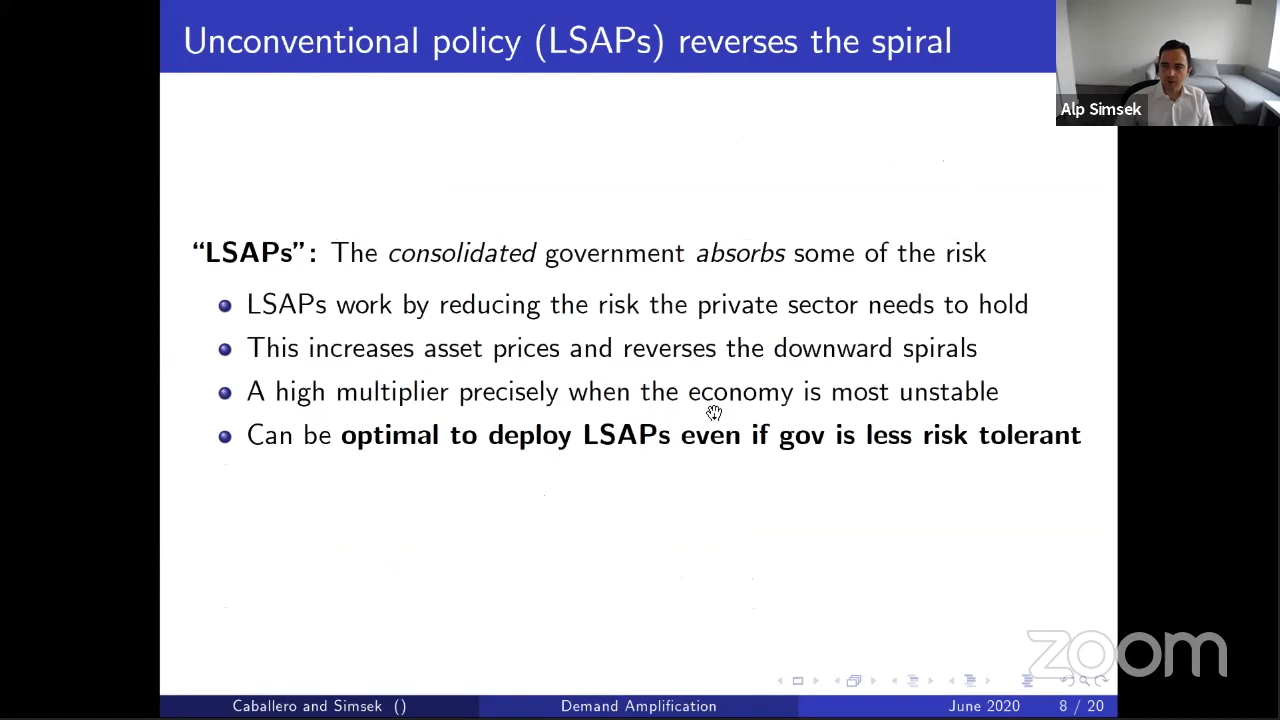 Unconventional policy (LSAPs) reverses the spiral
Alp Simsek
“LSAPs”: The consolidated government absorbs some of the risk
LSAPs work by reducing the risk the private sector needs to hold
This increases asset prices and reverses the downward spirals
A high multiplier precisely when the economy is most unstable
Can be optimal to deploy LSAPs even if gov is less risk tolerant
zoom
Caballero and Simsek () Demand Amplification June 2020 8 / 20